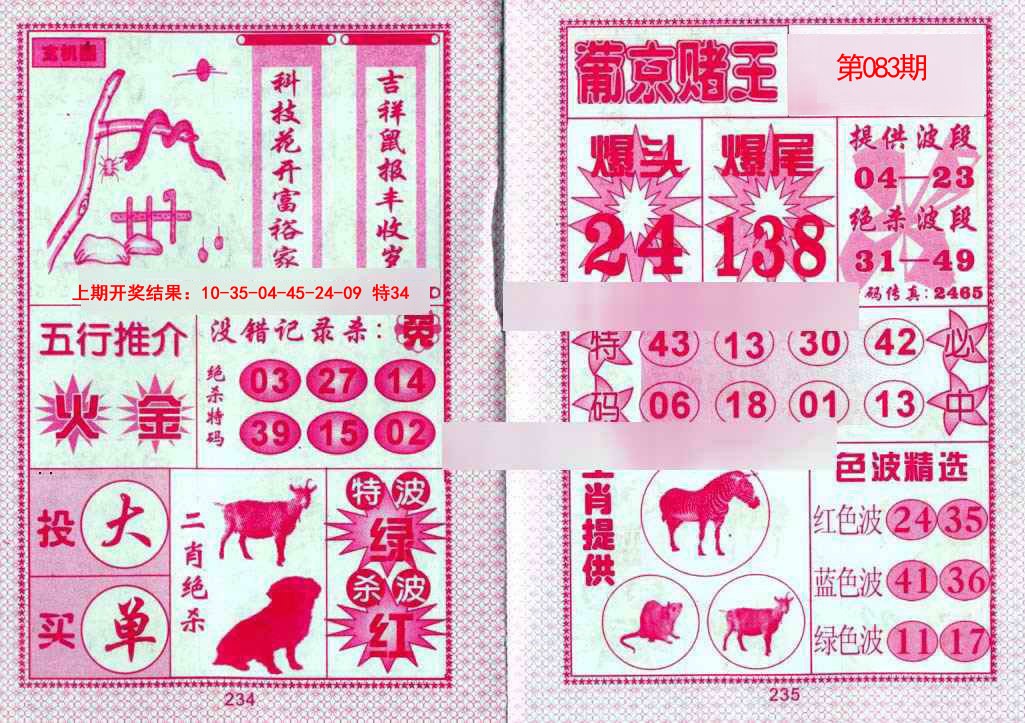 玄机图
吉祥鼠报丰收岁
科技花开富裕家
上期开奖结果：10-35-04-45-24-09 特34
五行推介
火 金
没错记录杀：兔
绝杀特码
03 27 14
39 15 02
投 大
买 单
二肖绝杀
特波
绿
杀波
红
234
葡京赌王
第083期
爆头
24
爆尾
138
提供波段
04—23
绝杀波段
31—49
码传真:2465
特码
43 13 30 42
06 18 01 13
必中
肖提供
色波精选
红色波 24 35
蓝色波 41 36
绿色波 11 17
235